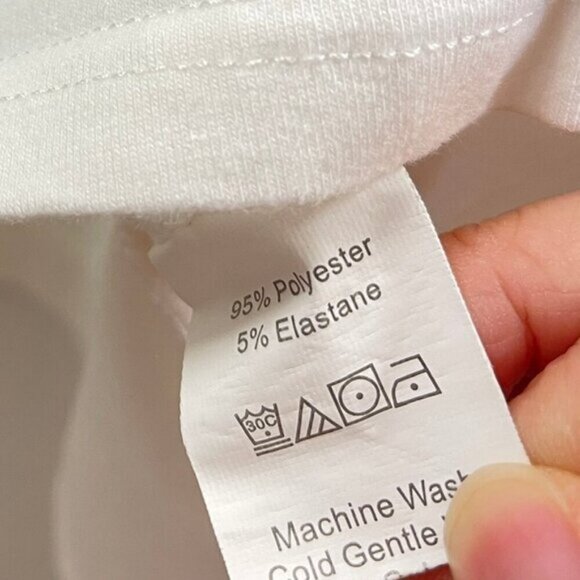 95% Polyester
5% Elastane
30C
Machine Wash
Cold Gentle